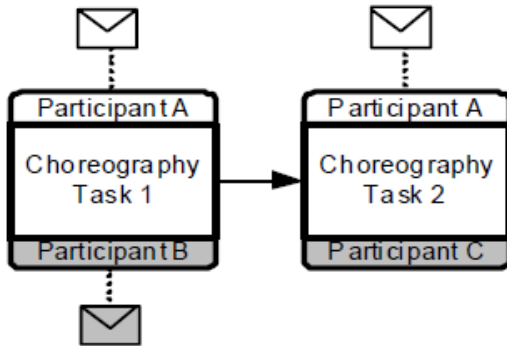 Participant A
Choreography
Task 1
Participant B
Participant A
Choreography
Task 2
Participant C